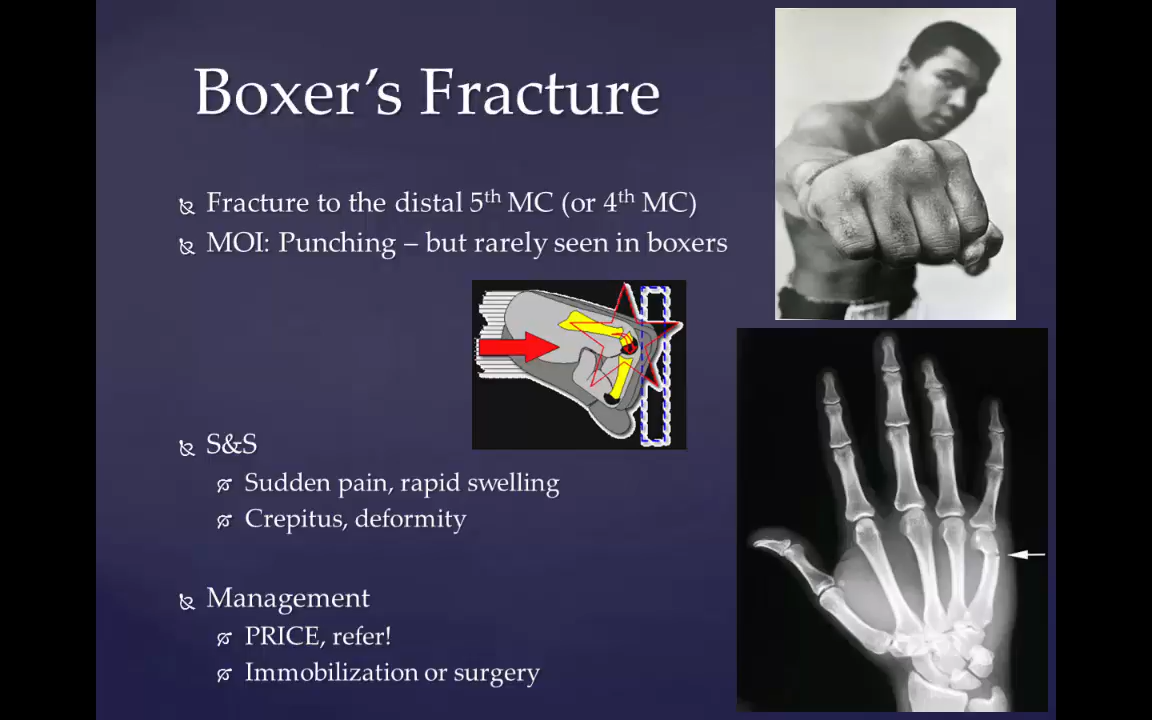 Boxer’s Fracture
Fracture to the distal 5th MC (or 4th MC)
MOI: Punching – but rarely seen in boxers
S&S
Sudden pain, rapid swelling
Crepitus, deformity
Management
PRICE, refer!
Immobilization or surgery